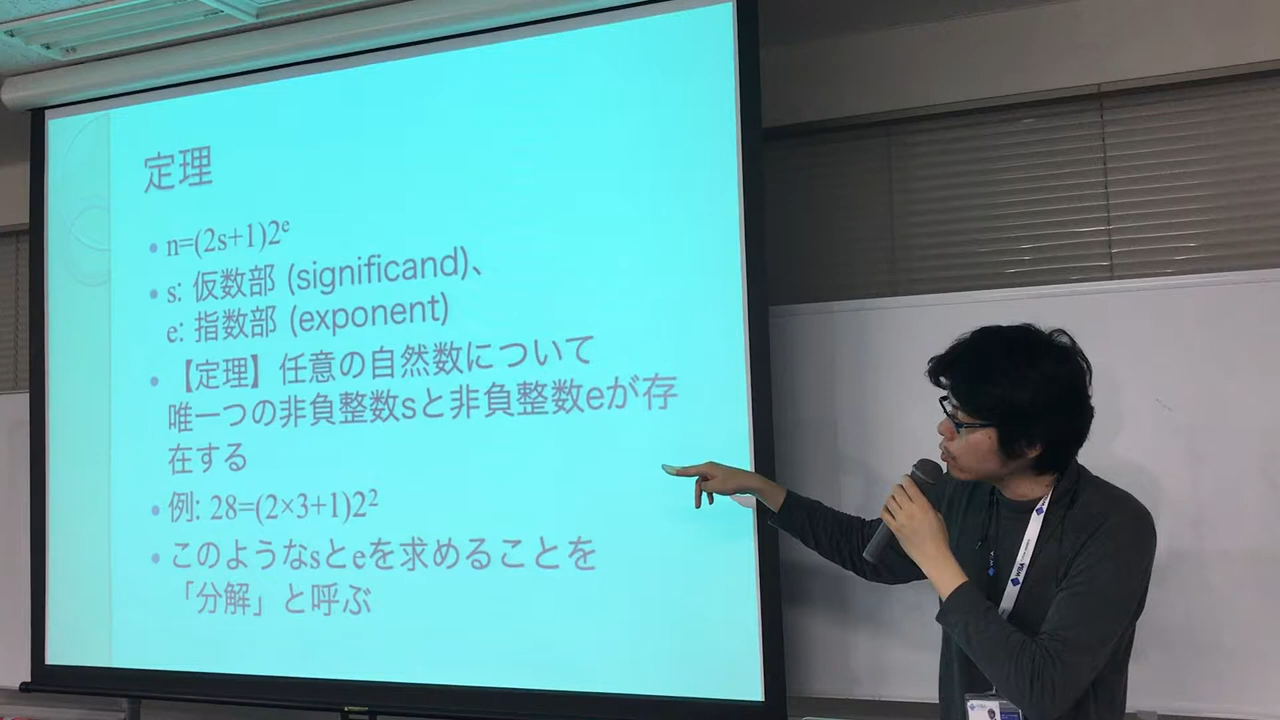 定理
• n=(2s+1)2ᵉ
• s: 仮数部 (significand)、
e: 指数部 (exponent)
• 【定理】任意の自然数について
唯一つの非負整数sと非負整数eが存
在する
• 例: 28=(2×3+1)2²
• このようなsとeを求めることを
「分解」と呼ぶ
WBA